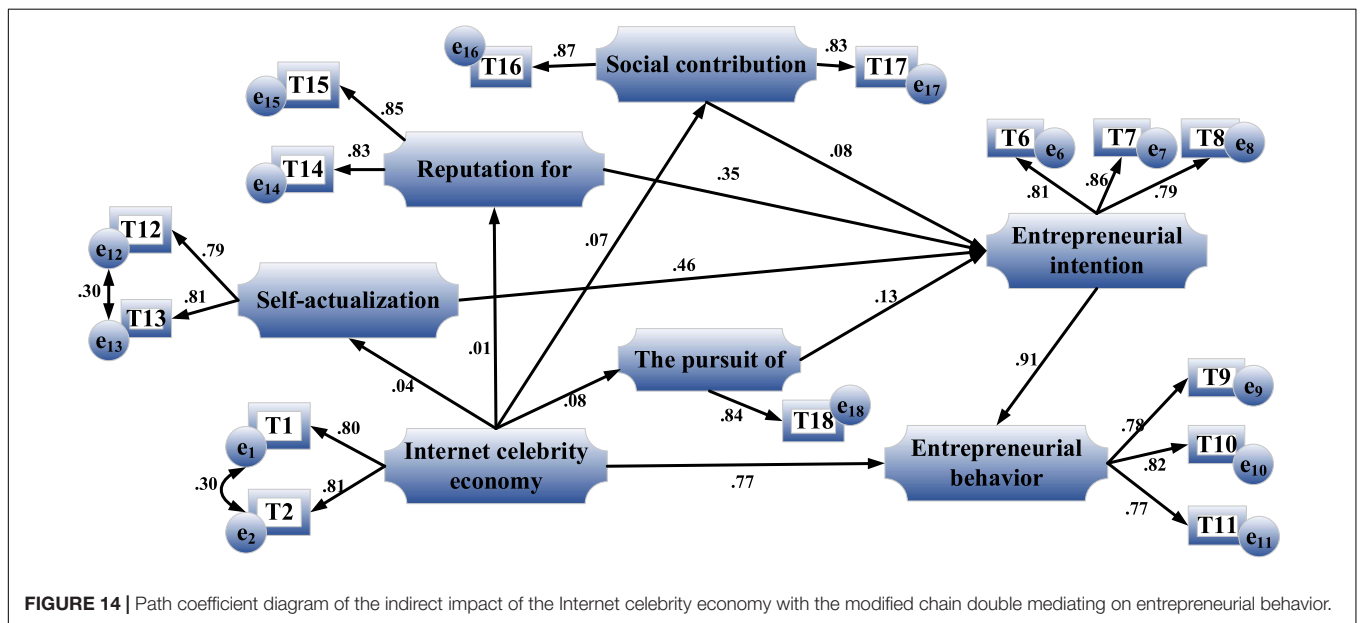 e16
T16
.87
Social contribution
.83
T17
e17
T15
e15
.85
T14
e14
.83
Reputation for
.08
.35
T6
e6
T7
e7
T8
e8
.81
.86
.79
Entrepreneurial
intention
T12
e12
.79
.30
T13
e13
.81
Self-actualization
.07
.46
.13
.01
.04
The pursuit of
.08
.84
T18
e18
.91
T1
e1
.80
.30
T2
e2
.81
Internet celebrity
economy
.77
Entrepreneurial
behavior
T9
e9
.78
T10
e10
.82
T11
e11
.77
FIGURE 14 | Path coefficient diagram of the indirect impact of the Internet celebrity economy with the modified chain double mediating on entrepreneurial behavior.